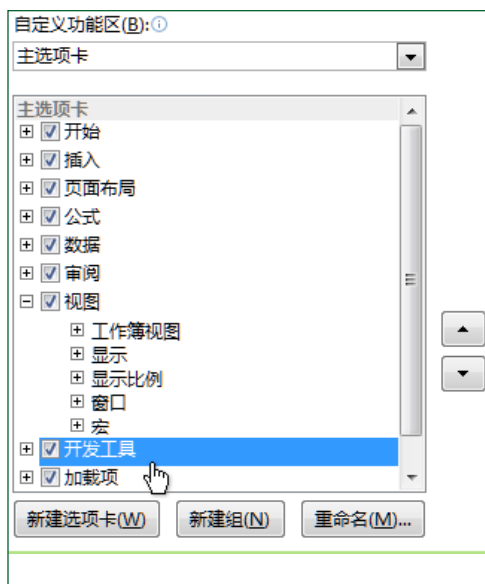 自定义功能区(B):
主选项卡
主选项卡
开始
插入
页面布局
公式
数据
审阅
视图
工作簿视图
显示
显示比例
窗口
宏
开发工具
加载项
新建选项卡(W) 新建组(N) 重命名(M)...